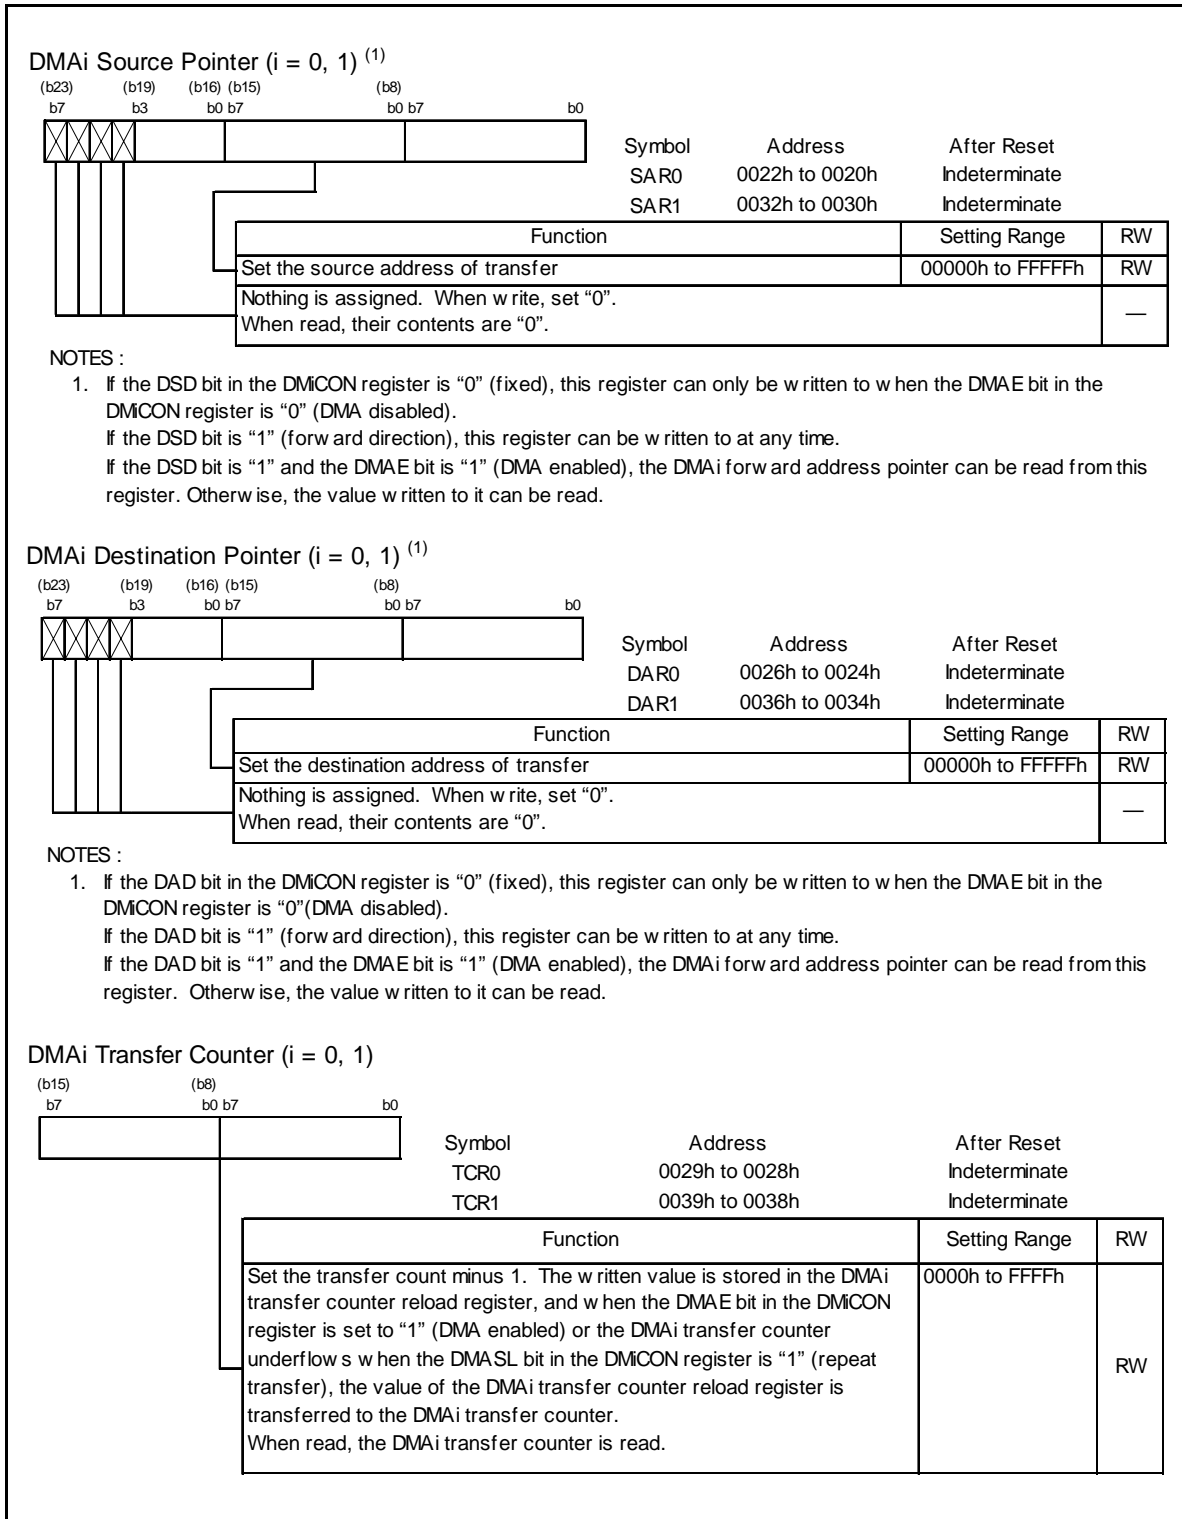 DMAi Source Pointer (i = 0, 1) (1)
(b23) (b19) (b16) (b15) (b8)
b7 b3 b0 b7 b0 b7 b0
Symbol Address After Reset
SAR0 0022h to 0020h Indeterminate
SAR1 0032h to 0030h Indeterminate
Function Setting Range RW
Set the source address of transfer 00000h to FFFFFh RW
Nothing is assigned. When write, set “0”.
When read, their contents are “0”. —
NOTES :
1. If the DSD bit in the DMiCON register is “0” (fixed), this register can only be written to when the DMAE bit in the
DMiCON register is “0” (DMA disabled).
If the DSD bit is “1” (forward direction), this register can be written to at any time.
If the DSD bit is “1” and the DMAE bit is “1” (DMA enabled), the DMAi forward address pointer can be read from this
register. Otherwise, the value written to it can be read.
DMAi Destination Pointer (i = 0, 1) (1)
(b23) (b19) (b16) (b15) (b8)
b7 b3 b0 b7 b0 b7 b0
Symbol Address After Reset
DAR0 0026h to 0024h Indeterminate
DAR1 0036h to 0034h Indeterminate
Function Setting Range RW
Set the destination address of transfer 00000h to FFFFFh RW
Nothing is assigned. When write, set “0”.
When read, their contents are “0”. —
NOTES :
1. If the DAD bit in the DMiCON register is “0” (fixed), this register can only be written to when the DMAE bit in the
DMiCON register is “0”(DMA disabled).
If the DAD bit is “1” (forward direction), this register can be written to at any time.
If the DAD bit is “1” and the DMAE bit is “1” (DMA enabled), the DMAi forward address pointer can be read from this
register. Otherwise, the value written to it can be read.
DMAi Transfer Counter (i = 0, 1)
(b15) (b8)
b7 b0 b7 b0
Symbol Address After Reset
TCR0 0029h to 0028h Indeterminate
TCR1 0039h to 0038h Indeterminate
Function Setting Range RW
Set the transfer count minus 1. The written value is stored in the DMAi 0000h to FFFFh
transfer counter reload register, and when the DMAE bit in the DMiCON
register is set to “1” (DMA enabled) or the DMAi transfer counter
underflows when the DMASL bit in the DMiCON register is “1” (repeat RW
transfer), the value of the DMAi transfer counter reload register is
transferred to the DMAi transfer counter.
When read, the DMAi transfer counter is read.